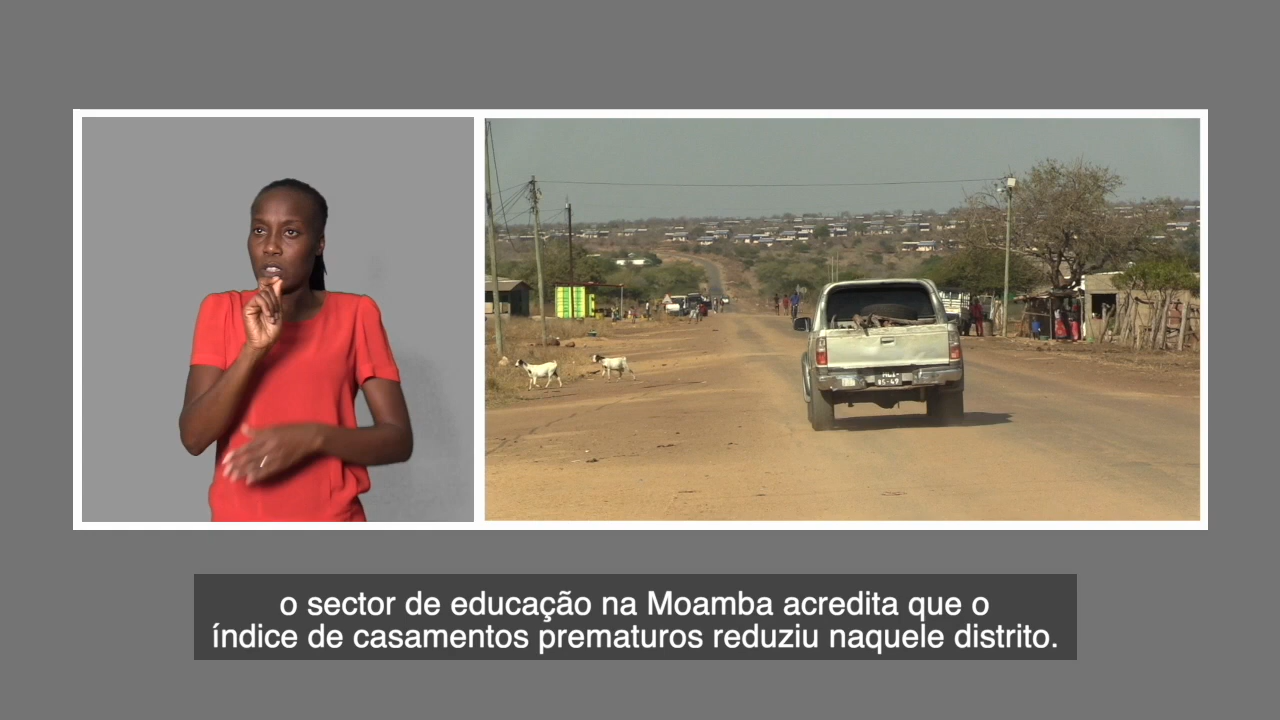 o sector de educação na Moamba acredita que o
índice de casamentos prematuros reduziu naquele distrito.